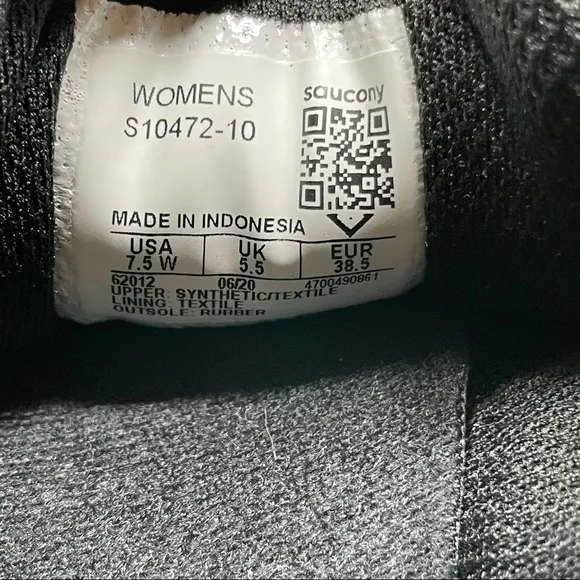 WOMENS
S10472-10
saucony
MADE IN INDONESIA
USA UK EUR
7.5 W 5.5 38.5
62012 06/20 4700490861
UPPER: SYNTHETIC/TEXTILE
LINING: TEXTILE
OUTSOLE: RUBBER